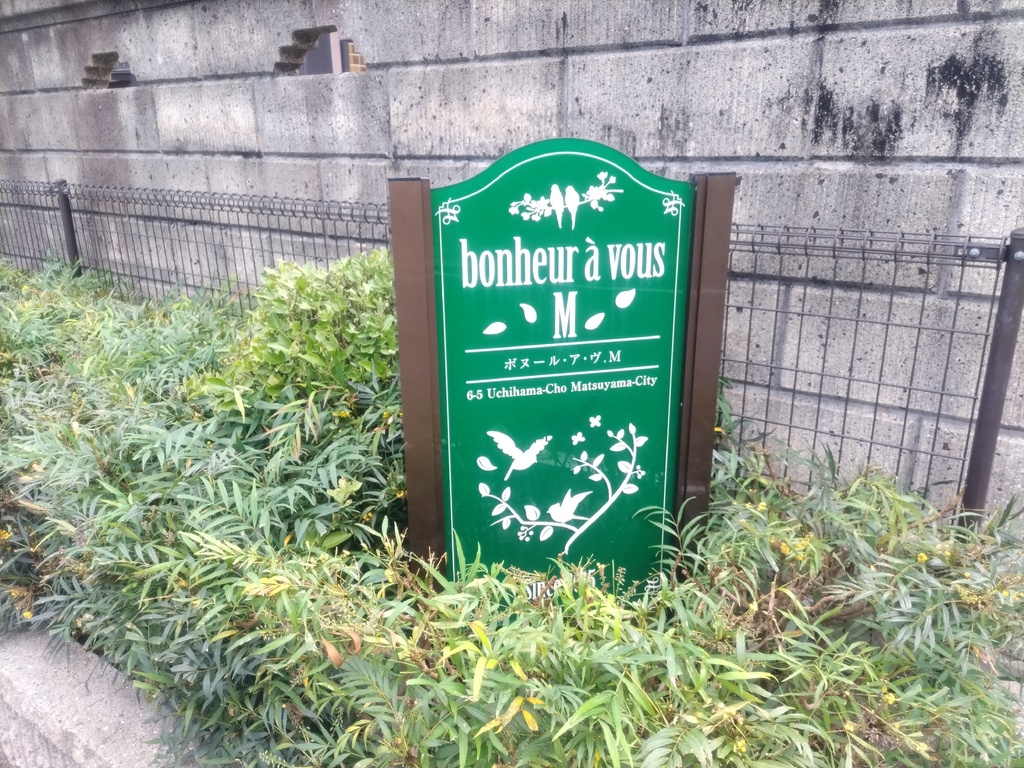 bonheur à vous
M
ボヌール・ア・ヴ.M
6-5 Uchihama-Cho Matsuyama-City